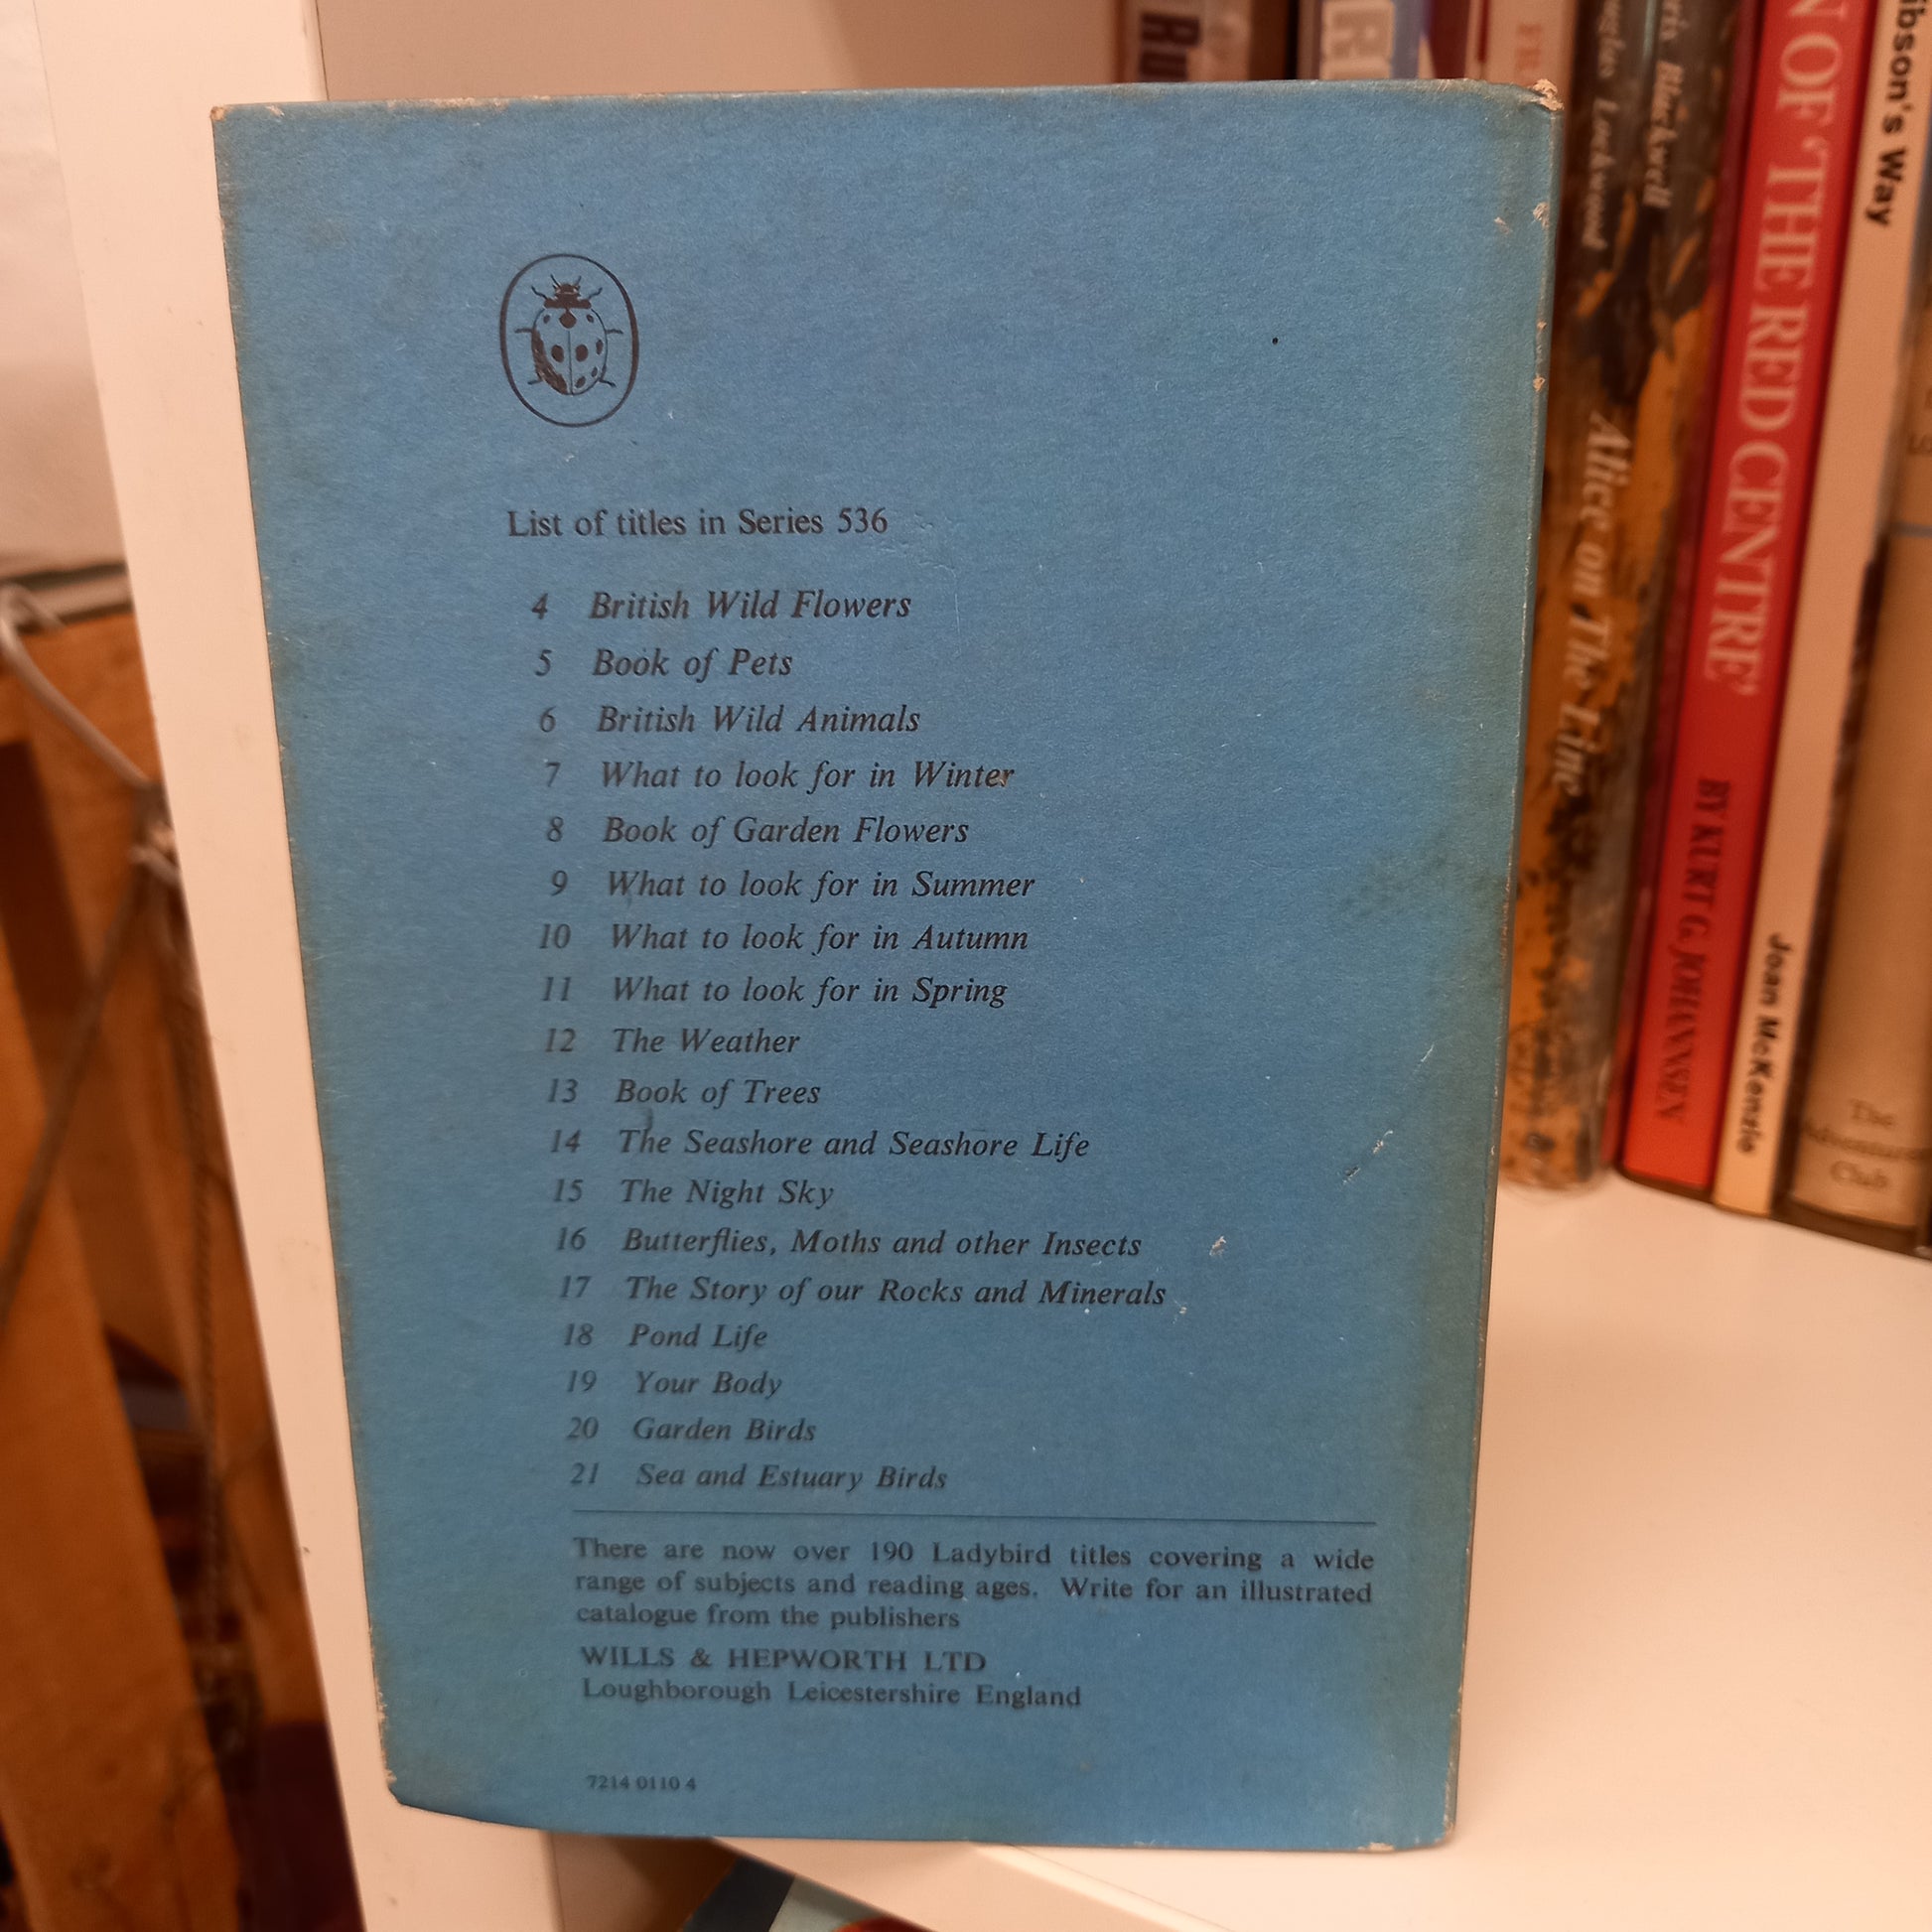 List of titles in Series 536
4 British Wild Flowers
5 Book of Pets
6 British Wild Animals
7 What to look for in Winter
8 Book of Garden Flowers
9 What to look for in Summer
10 What to look for in Autumn
11 What to look for in Spring
12 The Weather
13 Book of Trees
14 The Seashore and Seashore Life
15 The Night Sky
16 Butterflies, Moths and other Insects
17 The Story of our Rocks and Minerals
18 Pond Life
19 Your Body
20 Garden Birds
21 Sea and Estuary Birds
There are now over 190 Ladybird titles covering a wide
range of subjects and reading ages. Write for an illustrated
catalogue from the publishers
WILLS & HEPWORTH LTD
Loughborough Leicestershire England
7214 0110 4
Blackwell
Lockwood
Alice on The Line
OF 'THE RED CENTRE'
BY KURT G JOHANNSEN
Way
Joan McKenzie
The
Club